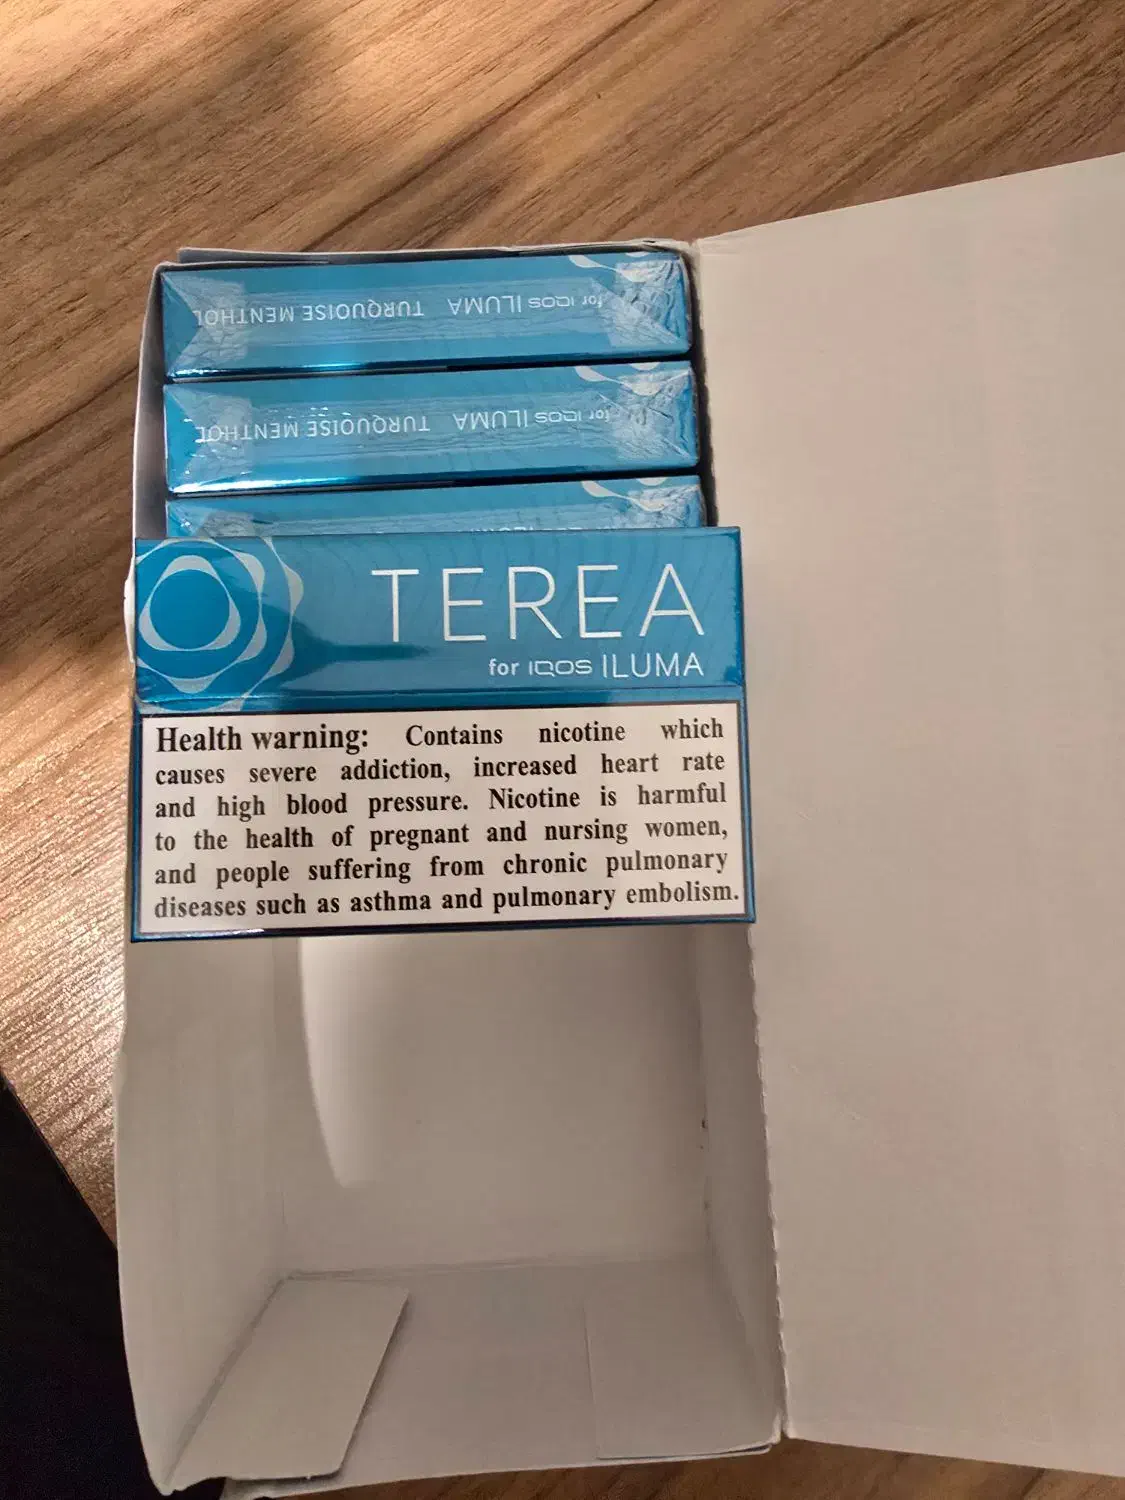 for IQOS ILUMA TURQUOISE MENTHOL
for IQOS ILUMA TURQUOISE MENTHOL
TEREA
for IQOS ILUMA
Health warning: Contains nicotine which
causes severe addiction, increased heart rate
and high blood pressure. Nicotine is harmful
to the health of pregnant and nursing women,
and people suffering from chronic pulmonary
diseases such as asthma and pulmonary embolism.